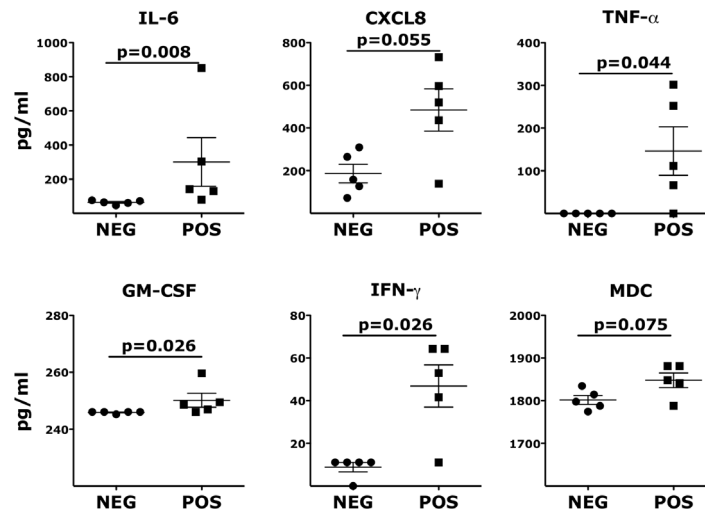 IL-6
p=0.008
pg/ml
1000
800
600
400
200
NEG POS
CXCL8
p=0.055
800
600
400
200
NEG POS
TNF-α
p=0.044
400
300
200
100
NEG POS
GM-CSF
p=0.026
pg/ml
280
260
240
NEG POS
IFN-γ
p=0.026
80
60
40
20
NEG POS
MDC
p=0.075
2000
1900
1800
1700
1600
NEG POS